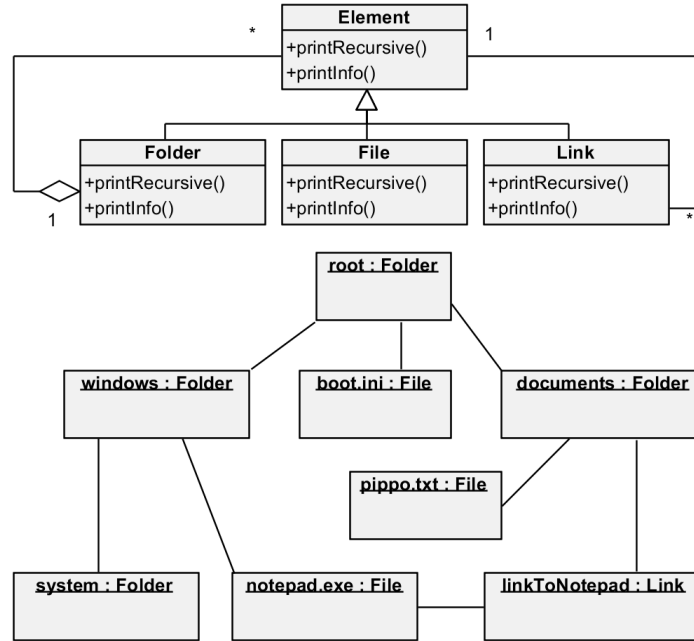 Element
* 1
+printRecursive()
+printInfo()
Folder File Link
+printRecursive() +printRecursive() +printRecursive()
+printInfo() +printInfo() +printInfo()
1 *
root : Folder
windows : Folder boot.ini : File documents : Folder
pippo.txt : File
system : Folder notepad.exe : File linkToNotepad : Link